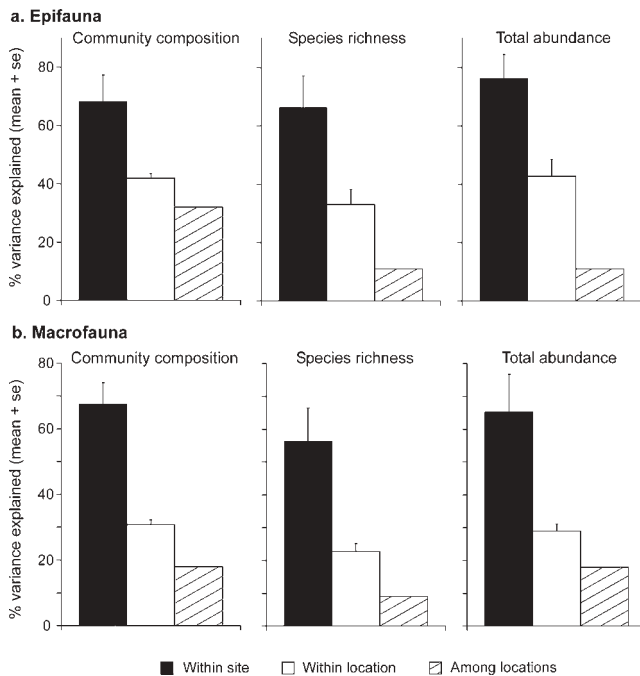 a. Epifauna
Community composition
Species richness
Total abundance
% variance explained (mean + se)
80
60
40
20
0
b. Macrofauna
Community composition
Species richness
Total abundance
% variance explained (mean + se)
80
60
40
20
0
Within site
Within location
Among locations